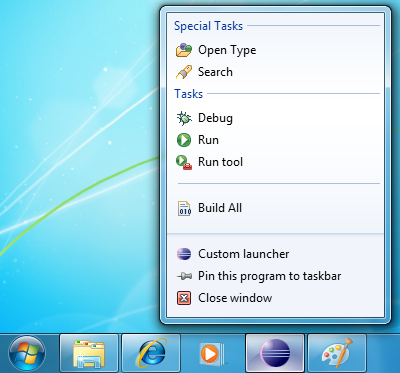 Special Tasks
Open Type
Search
Tasks
Debug
Run
Run tool
Build All
Custom launcher
Pin this program to taskbar
Close window